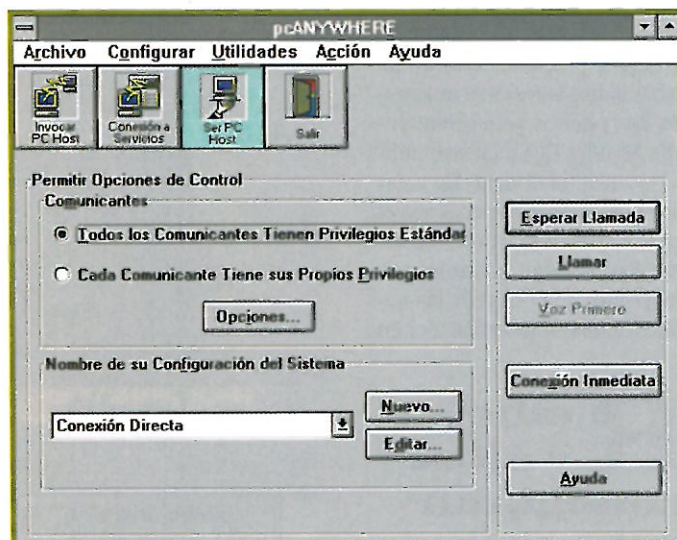 pcANYWHERE
Archivo Configurar Utilidades Acción Ayuda
Invocar PC Host
Conexión a Servicios
Ser PC Host
Salir
Permitir Opciones de Control
Comunicantes
Todos los Comunicantes Tienen Privilegios Estándar
Cada Comunicante Tiene sus Propios Privilegios
Opciones...
Nombre de su Configuración del Sistema
Conexión Directa
Nuevo...
Editar...
Esperar Llamada
Llamar
Voz Primero
Conexión Inmediata
Ayuda